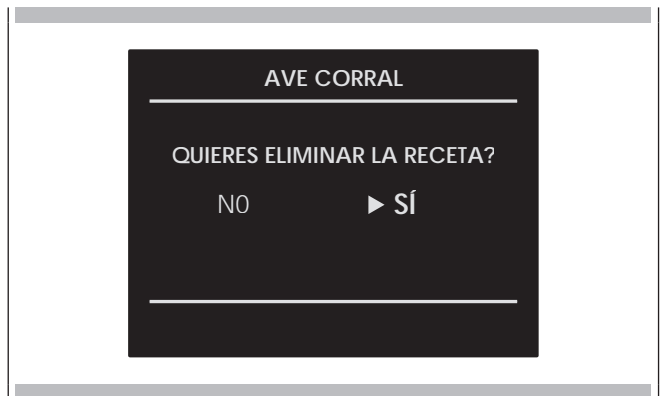 AVE CORRAL
QUIERES ELIMINAR LA RECETA?
N0 ▶ SÍ